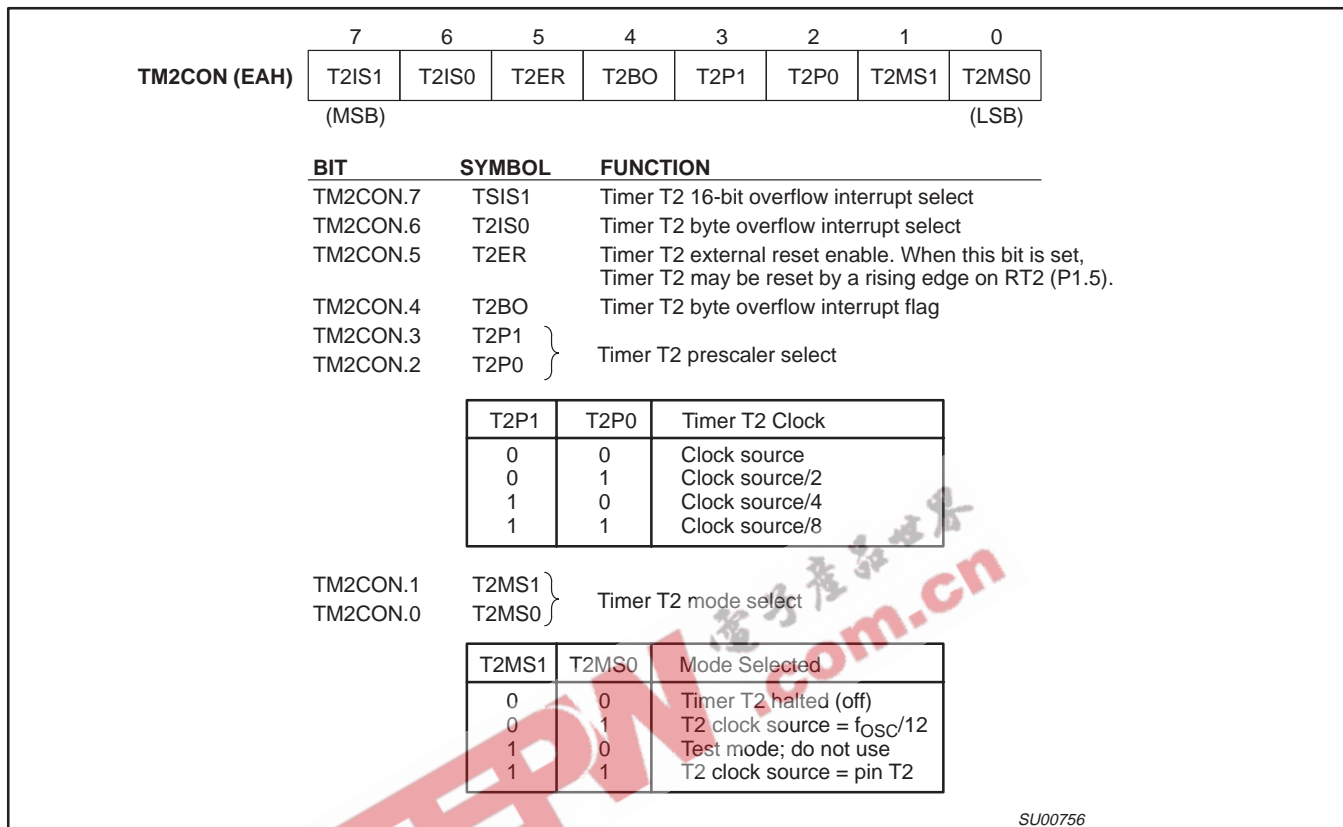 7 6 5 4 3 2 1 0
TM2CON (EAH) T2IS1 T2IS0 T2ER T2BO T2P1 T2P0 T2MS1 T2MS0
(MSB) (LSB)
BIT SYMBOL FUNCTION
TM2CON.7 TSIS1 Timer T2 16-bit overflow interrupt select
TM2CON.6 T2IS0 Timer T2 byte overflow interrupt select
TM2CON.5 T2ER Timer T2 external reset enable. When this bit is set,
Timer T2 may be reset by a rising edge on RT2 (P1.5).
TM2CON.4 T2BO Timer T2 byte overflow interrupt flag
TM2CON.3 T2P1
TM2CON.2 T2P0 Timer T2 prescaler select
T2P1 T2P0 Timer T2 Clock
0 0 Clock source
0 1 Clock source/2
1 0 Clock source/4
1 1 Clock source/8
TM2CON.1 T2MS1
TM2CON.0 T2MS0 Timer T2 mode select
T2MS1 T2MS0 Mode Selected
0 0 Timer T2 halted (off)
0 1 T2 clock source = fOSC/12
1 0 Test mode; do not use
1 1 T2 clock source = pin T2
電子產品世界
.com.cn
SU00756